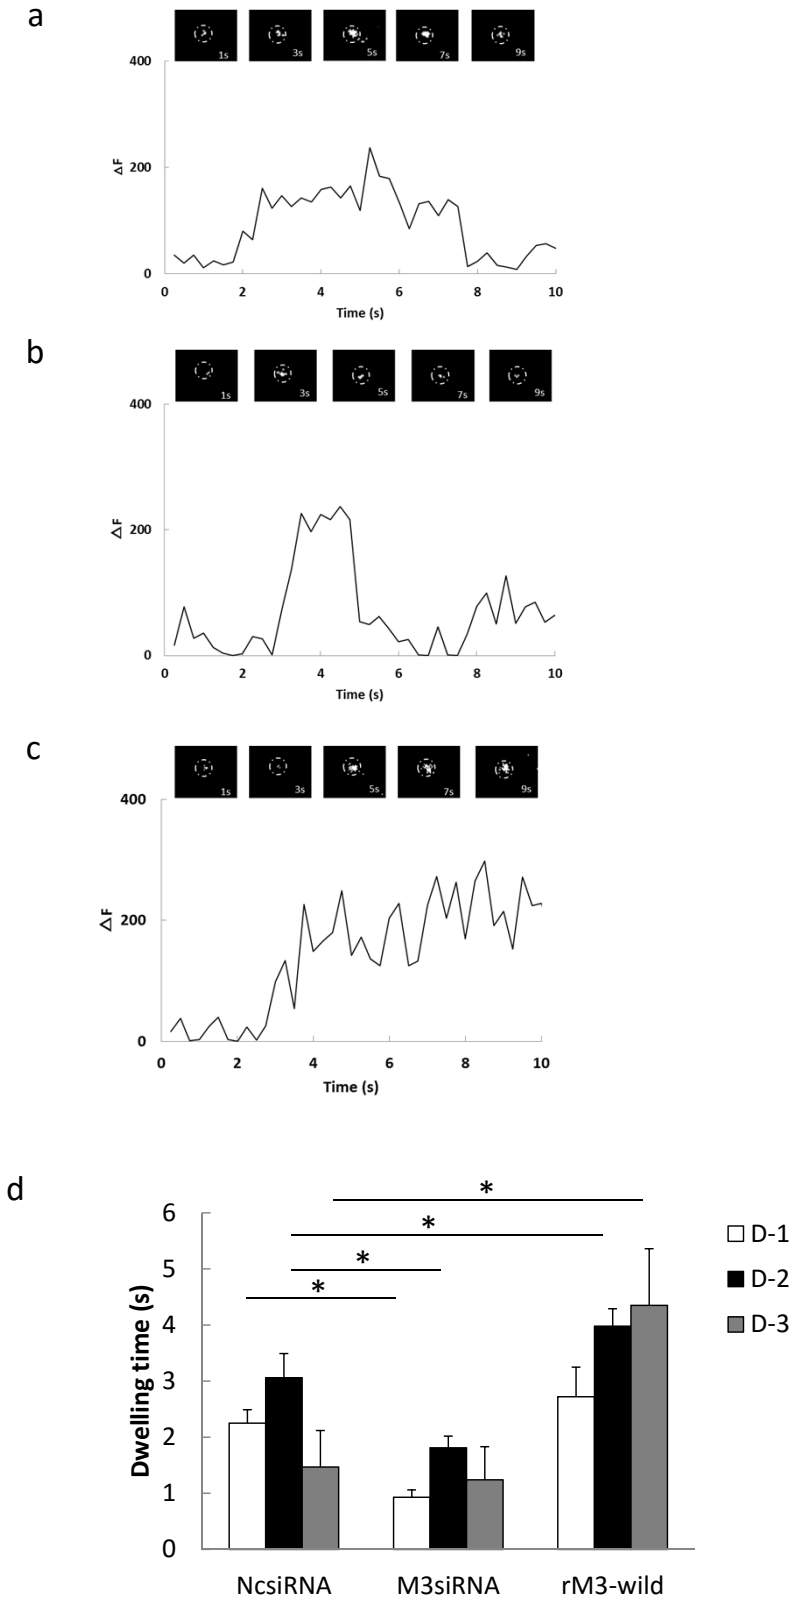 a
1s 3s 5s 7s 9s
400
200
0
△F
0 2 4 6 8 10
Time (s)
b
1s 3s 5s 7s 9s
400
200
0
△F
0 2 4 6 8 10
Time (s)
c
1s 3s 5s 7s 9s
400
200
0
△F
0 2 4 6 8 10
Time (s)
d
6
5
4
3
2
1
0
Dwelling time (s)
*
*
*
*
D-1
D-2
D-3
NcsiRNA M3siRNA rM3-wild